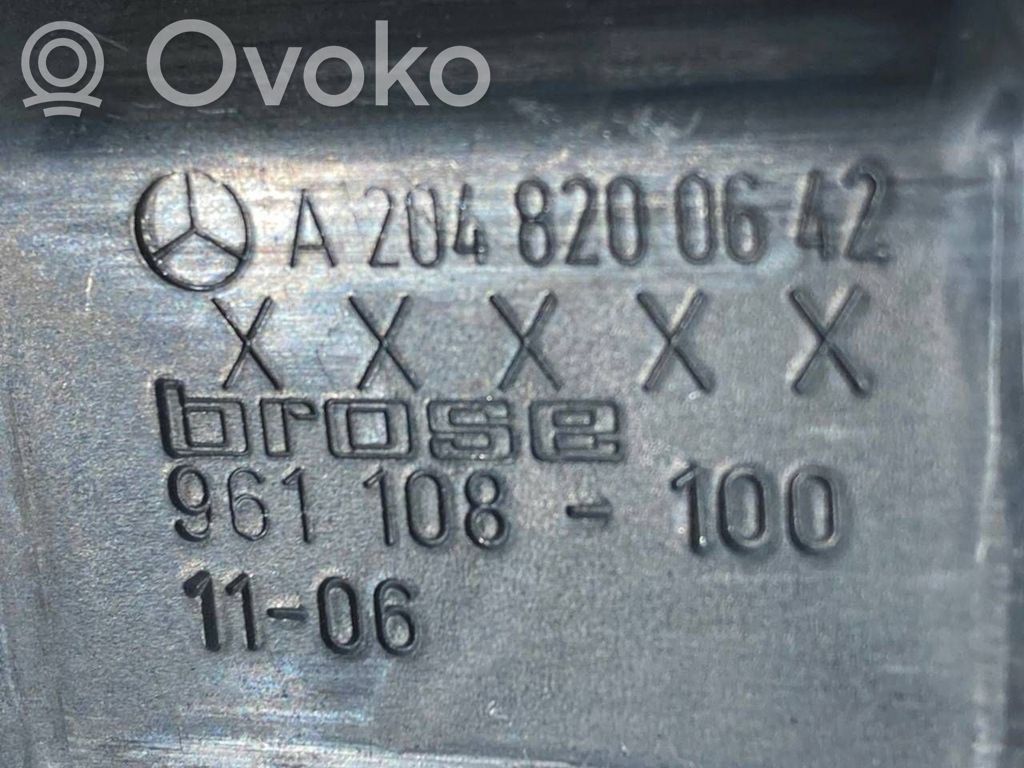 Ovoko
A 204 820 06 42
X X X X X
brose
961 108 - 100
11-06